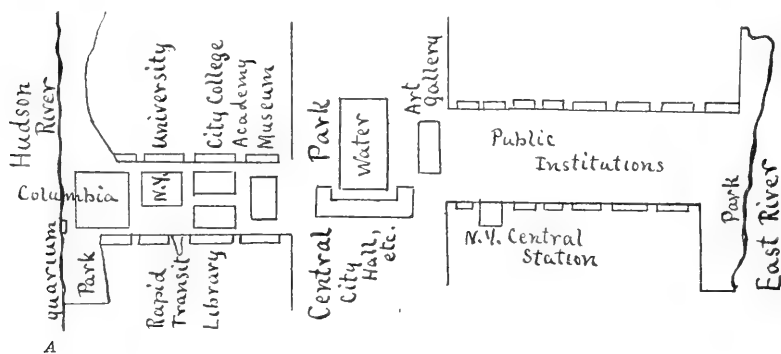 Hudson
River
Columbia
Aquarium
Park
University
N.Y.
City College
Academy
Museum
Rapid
Transit
Library
Central Park
Water
City
Hall,
etc.
Art
Gallery
Public
Institutions
N.Y. Central
Station
Park
East River